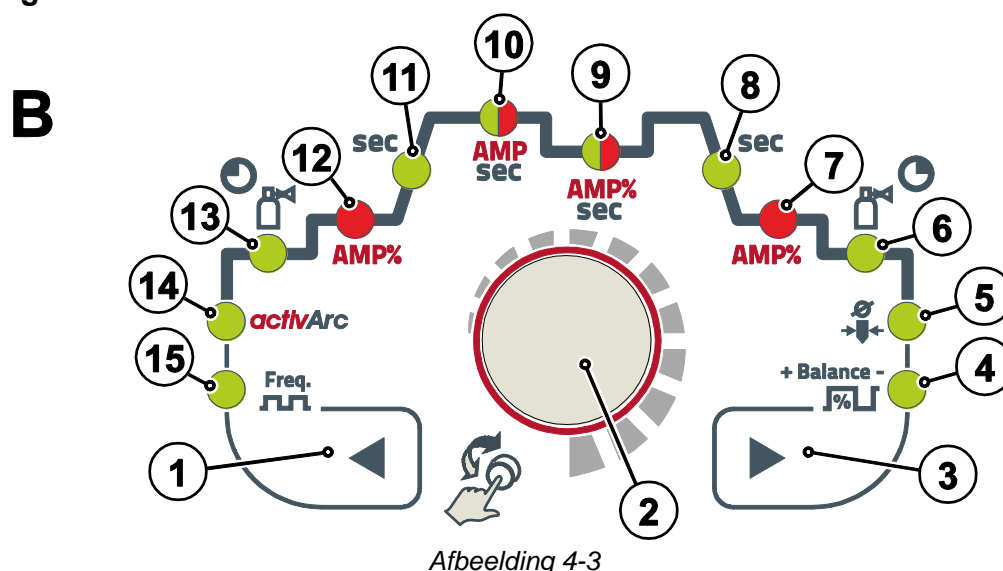 B
10
9
11
8
sec
sec
AMP
sec
12
7
AMP%
sec
13
6
AMP%
AMP%
14
5
activArc
15
4
Freq.
+ Balance -
%
1
3
2
Afbeelding 4-3